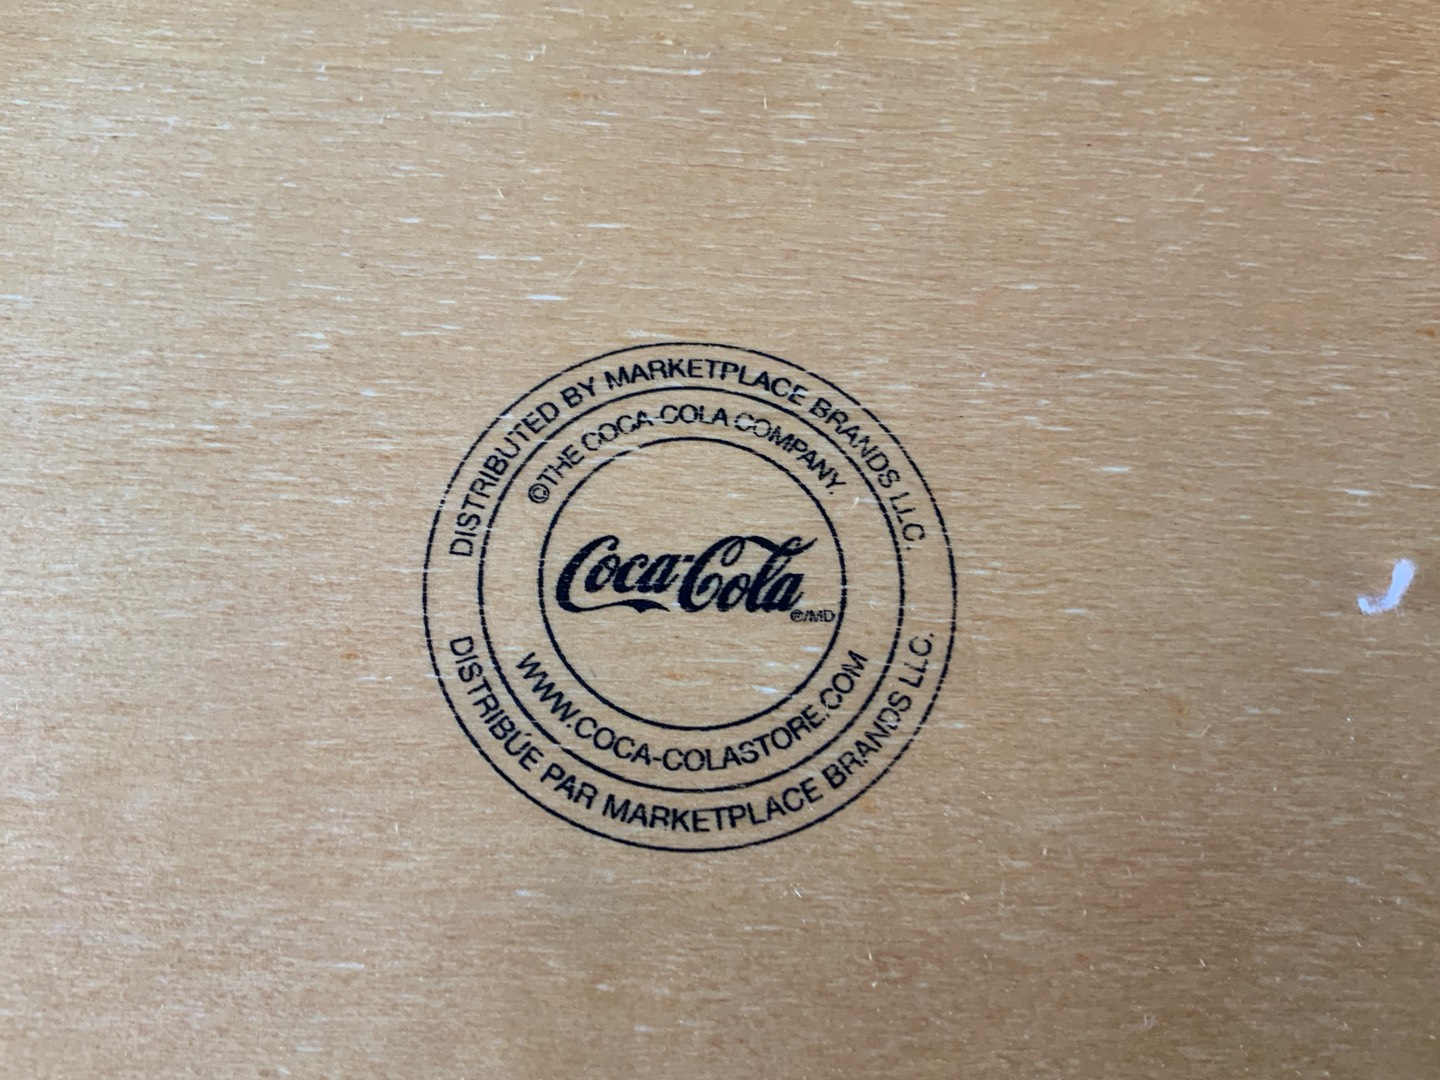 DISTRIBUTED BY MARKETPLACE BRANDS LLC.
©THE COCA-COLA COMPANY.
Coca-Cola
®/MD
WWW.COCA-COLASTORE.COM
DISTRIBÚE PAR MARKETPLACE BRANDS LLC.